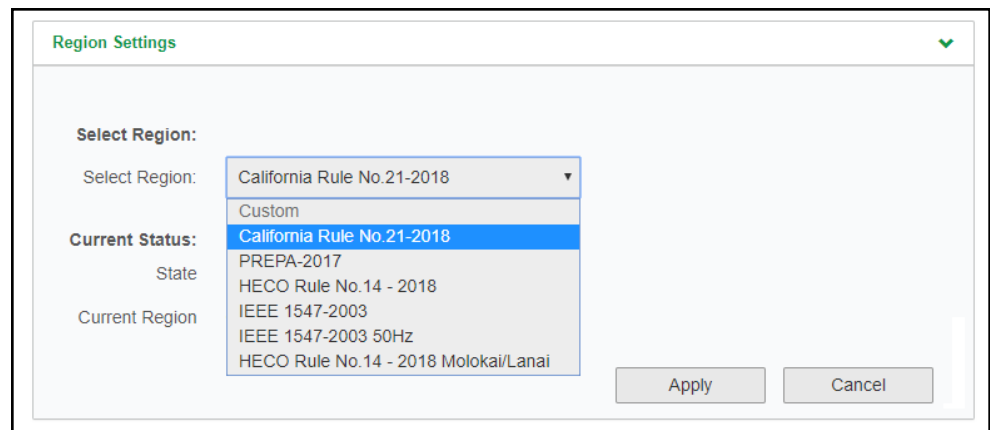 Region Settings
Select Region:
Select Region: California Rule No.21-2018
Custom
Current Status: California Rule No.21-2018
PREPA-2017
State HECO Rule No.14 - 2018
IEEE 1547-2003
Current Region
IEEE 1547-2003 50Hz
HECO Rule No.14 - 2018 Molokai/Lanai
Apply Cancel